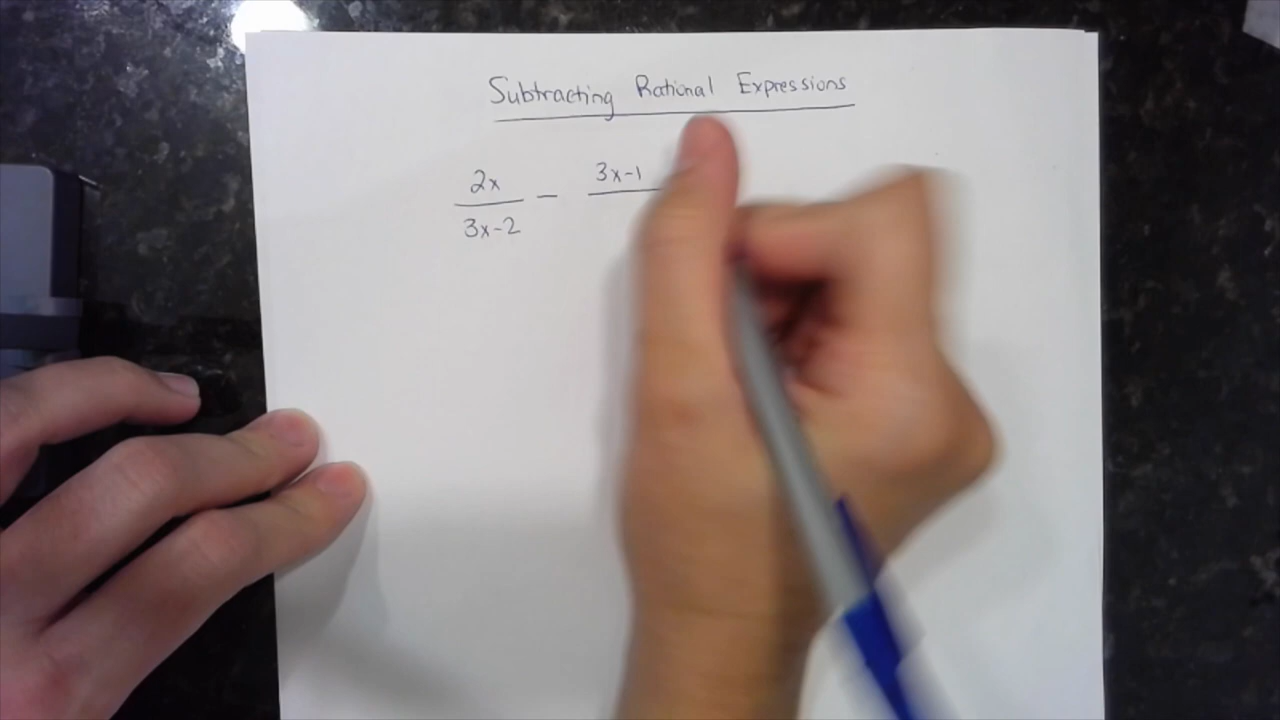 Subtracting Rational Expressions
2x
3x-2
-
3x-1